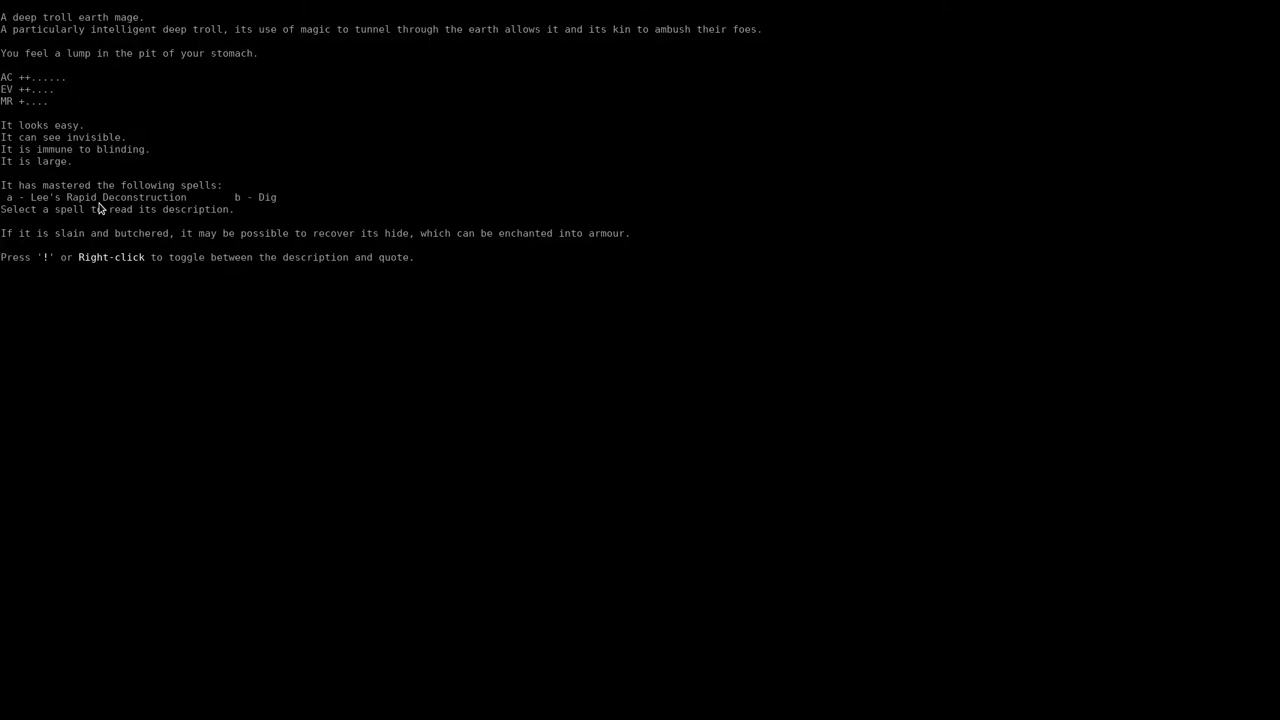 A deep troll earth mage.
A particularly intelligent deep troll, its use of magic to tunnel through the earth allows it and its kin to ambush their foes.
You feel a lump in the pit of your stomach.
AC ++......
EV ++....
MR +....
It looks easy.
It can see invisible.
It is immune to blinding.
It is large.
It has mastered the following spells:
a - Lee's Rapid Deconstruction b - Dig
Select a spell to read its description.
If it is slain and butchered, it may be possible to recover its hide, which can be enchanted into armour.
Press '!' or Right-click to toggle between the description and quote.